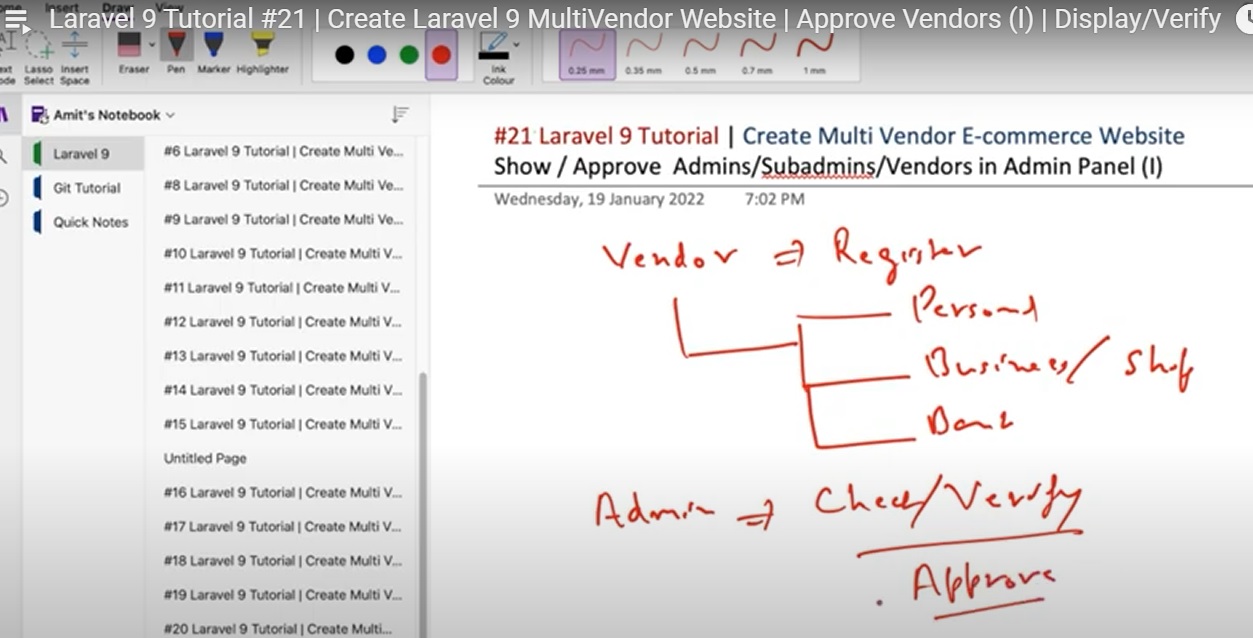 Laravel 9 Tutorial #21 | Create Laravel 9 MultiVendor Website | Approve Vendors (I) | Display/Verify
Insert Draw View
Lasso Select
Insert Space
Eraser
Pen
Marker
Highlighter
Ink Colour
0.25 mm
0.35 mm
0.5 mm
0.7 mm
1 mm
Amit's Notebook
Laravel 9
Git Tutorial
Quick Notes
#6 Laravel 9 Tutorial | Create Multi Ve...
#8 Laravel 9 Tutorial | Create Multi Ve...
#9 Laravel 9 Tutorial | Create Multi Ve...
#10 Laravel 9 Tutorial | Create Multi V...
#11 Laravel 9 Tutorial | Create Multi V...
#12 Laravel 9 Tutorial | Create Multi V...
#13 Laravel 9 Tutorial | Create Multi V...
#14 Laravel 9 Tutorial | Create Multi V...
#15 Laravel 9 Tutorial | Create Multi V...
Untitled Page
#16 Laravel 9 Tutorial | Create Multi V...
#17 Laravel 9 Tutorial | Create Multi V...
#18 Laravel 9 Tutorial | Create Multi V...
#19 Laravel 9 Tutorial | Create Multi V...
#20 Laravel 9 Tutorial | Create Multi...
#21 Laravel 9 Tutorial | Create Multi Vendor E-commerce Website
Show / Approve Admins/Subadmins/Vendors in Admin Panel (I)
Wednesday, 19 January 2022 7:02 PM
Vendor ⇒ Register
Personal
Business/ Shop
Bank
Admin ⇒ Check/Verify
Approve